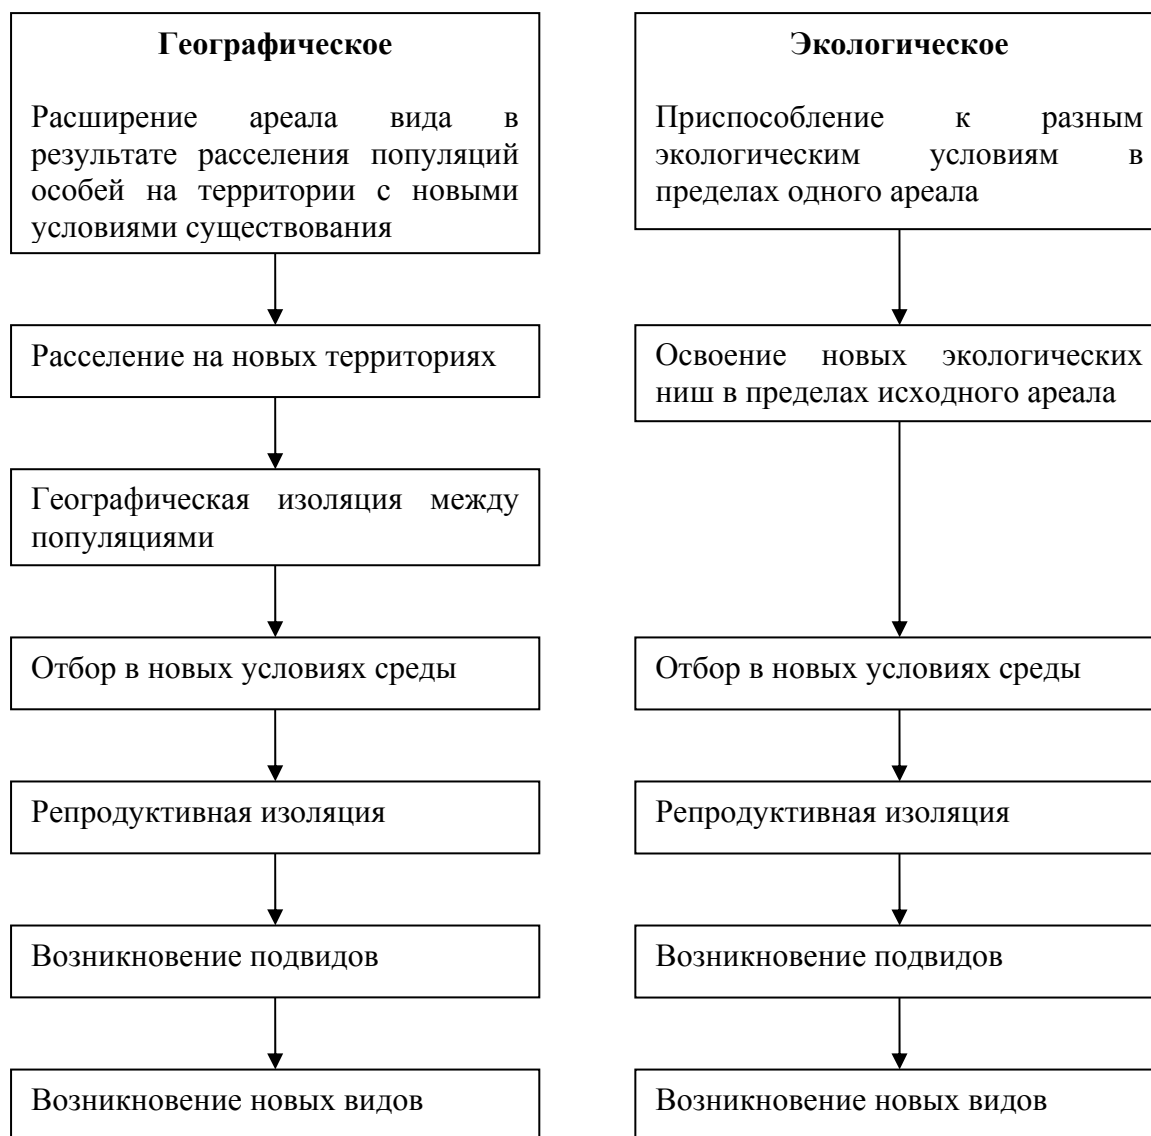 Географическое
Расширение ареала вида в
результате расселения популяций
особей на территории с новыми
условиями существования
Расселение на новых территориях
Географическая изоляция между
популяциями
Отбор в новых условиях среды
Репродуктивная изоляция
Возникновение подвидов
Возникновение новых видов
Экологическое
Приспособление к разным
экологическим условиям в
пределах одного ареала
Освоение новых экологических
ниш в пределах исходного ареала
Отбор в новых условиях среды
Репродуктивная изоляция
Возникновение подвидов
Возникновение новых видов